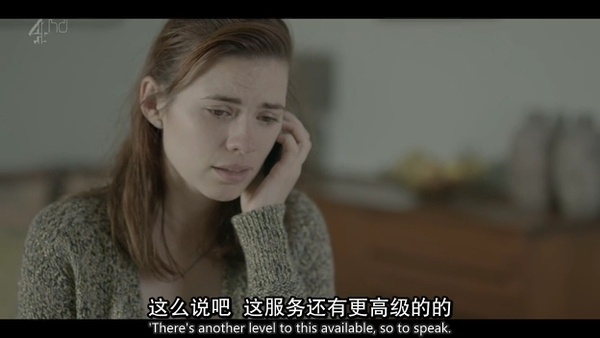 4hd
这么说吧 这服务还有更高级的的
'There's another level to this available, so to speak.